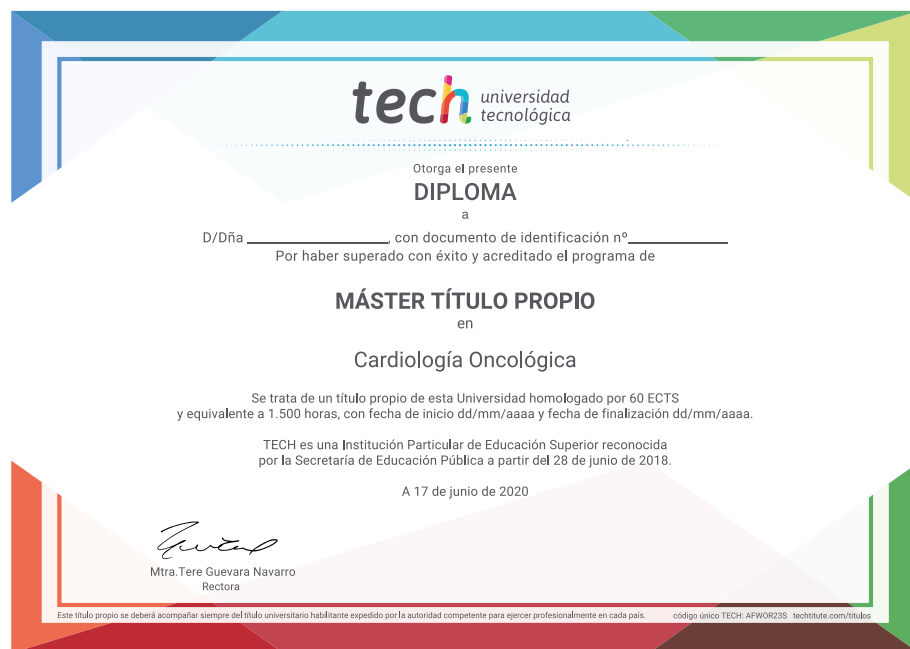 tech universidad
tecnológica
Otorga el presente
DIPLOMA
a
D/Dña ________________, con documento de identificación nº____________
Por haber superado con éxito y acreditado el programa de
MÁSTER TÍTULO PROPIO
en
Cardiología Oncológica
Se trata de un título propio de esta Universidad homologado por 60 ECTS
y equivalente a 1.500 horas, con fecha de inicio dd/mm/aaaa y fecha de finalización dd/mm/aaaa.
TECH es una Institución Particular de Educación Superior reconocida
por la Secretaría de Educación Pública a partir del 28 de junio de 2018.
A 17 de junio de 2020
Mtra.Tere Guevara Navarro
Rectora
Este título propio se deberá acompañar siempre del título universitario habilitante expedido por la autoridad competente para ejercer profesionalmente en cada país. código único TECH: AFWOR23S techtitute.com/titulos